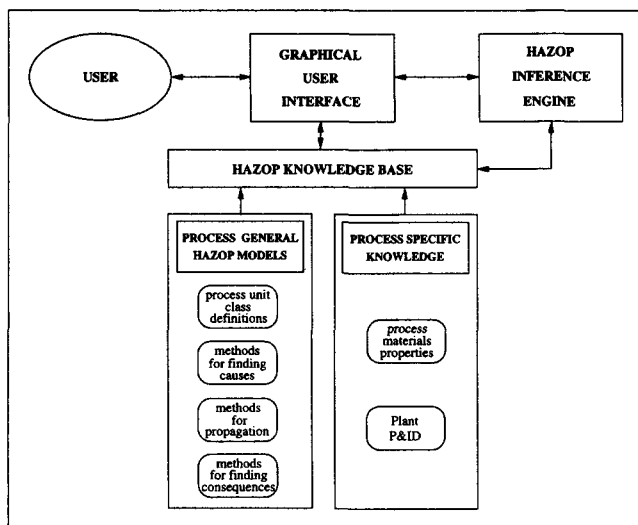 USER
GRAPHICAL
USER
INTERFACE
HAZOP
INFERENCE
ENGINE
HAZOP KNOWLEDGE BASE
PROCESS GENERAL
HAZOP MODELS
process unit
class
definitions
methods
for finding
causes
methods
for
propagation
methods
for finding
consequences
PROCESS SPECIFIC
KNOWLEDGE
process
materials
properties
Plant
P&ID